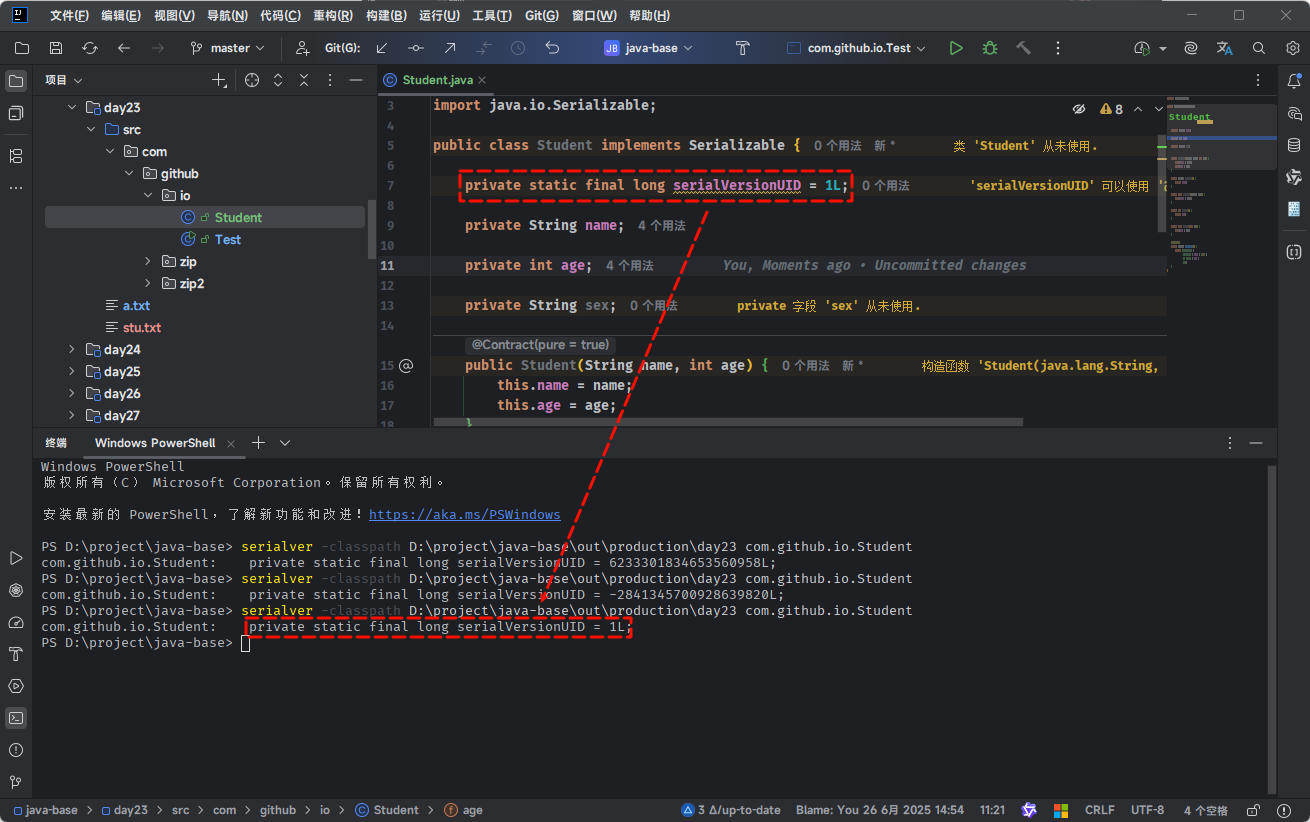 文件(F) 编辑(E) 视图(V) 导航(N) 代码(C) 重构(R) 构建(B) 运行(U) 工具(T) Git(G) 窗口(W) 帮助(H)
master Git(G): JB java-base com.github.io.Test
项目
Student.java
day23
src
com
github
io
Student
Test
zip
zip2
a.txt
stu.txt
day24
day25
day26
day27
8
3 import java.io.Serializable;
4
5 public class Student implements Serializable { 0 个用法 新 * 类 'Student' 从未使用.
6
7 private static final long serialVersionUID = 1L; 0 个用法 'serialVersionUID' 可以使用
8
9 private String name; 4 个用法
10
11 private int age; 4 个用法 You, Moments ago • Uncommitted changes
12
13 private String sex; 0 个用法 private 字段 'sex' 从未使用.
14
@Contract(pure = true)
15 public Student(String name, int age) { 0 个用法 新 * 构造函数 'Student(java.lang.String,
16 this.name = name;
17 this.age = age;
18 }
Student
终端 Windows PowerShell
Windows PowerShell
版权所有（C） Microsoft Corporation。保留所有权利。
安装最新的 PowerShell，了解新功能和改进！https://aka.ms/PSWindows
PS D:\project\java-base> serialver -classpath D:\project\java-base\out\production\day23 com.github.io.Student
com.github.io.Student: private static final long serialVersionUID = 6233301834653560958L;
PS D:\project\java-base> serialver -classpath D:\project\java-base\out\production\day23 com.github.io.Student
com.github.io.Student: private static final long serialVersionUID = -2841345700928639820L;
PS D:\project\java-base> serialver -classpath D:\project\java-base\out\production\day23 com.github.io.Student
com.github.io.Student: private static final long serialVersionUID = 1L;
PS D:\project\java-base>
java-base > day23 > src > com > github > io > Student > age 3 Δ/up-to-date Blame: You 26 6月 2025 14:54 11:21 CRLF UTF-8 4 个空格